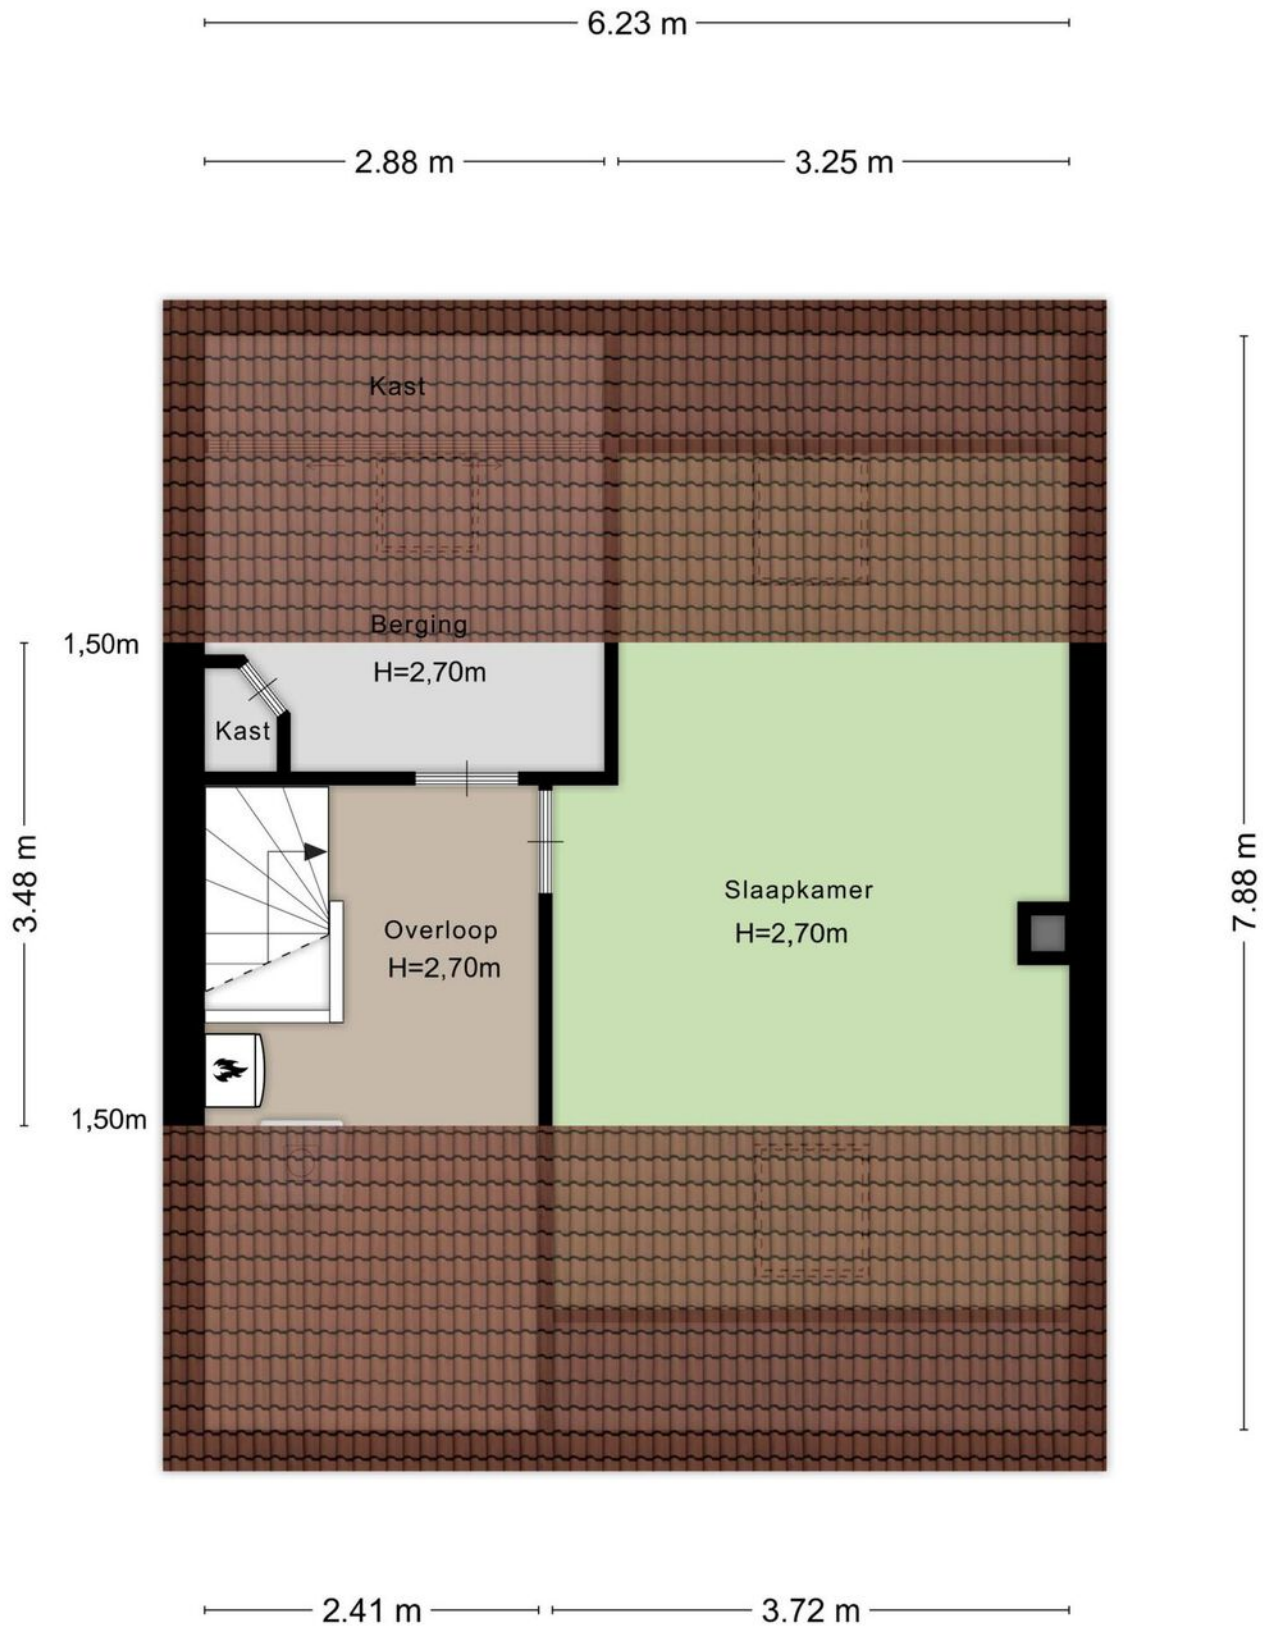 6.23 m
2.88 m
3.25 m
Kast
Berging
1,50m
H=2,70m
Kast
3.48 m
7.88 m
Slaapkamer
H=2,70m
Overloop
H=2,70m
1,50m
2.41 m
3.72 m